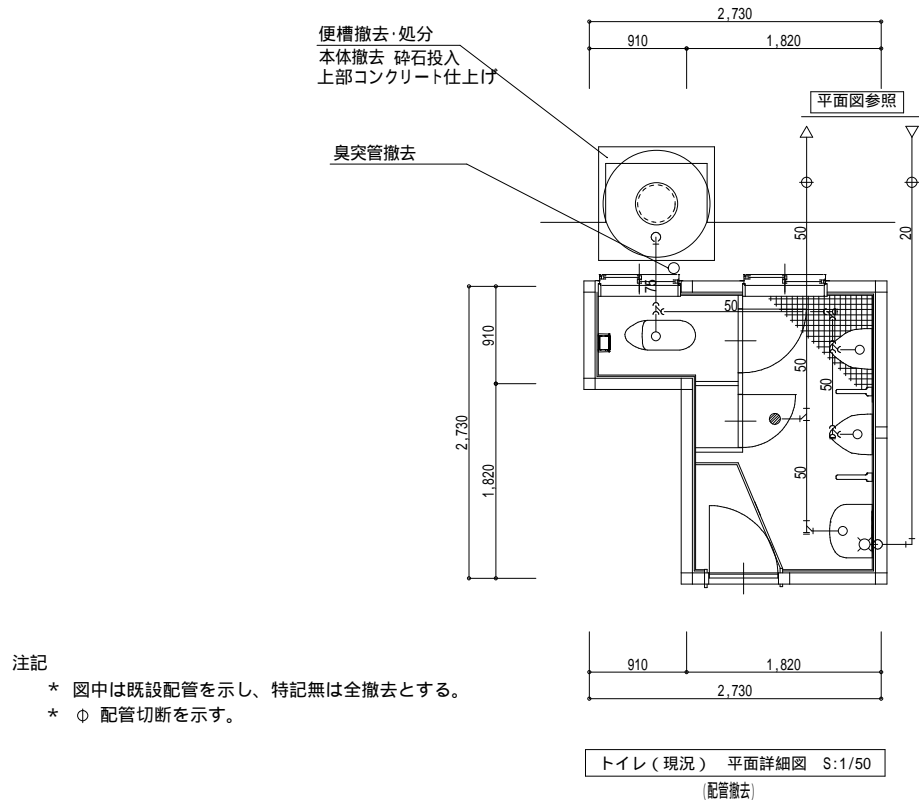 2,730
910
1,820
便槽撤去・処分
本体撤去 砕石投入
上部コンクリート仕上げ
平面図参照
臭突管撤去
50
20
75
50
910
50
50
2,730
1,820
50
910
1,820
2,730
注記
* 図中は既設配管を示し、特記無は全撤去とする。
* Φ 配管切断を示す。
トイレ(現況) 平面詳細図 S:1/50
(配管撤去)